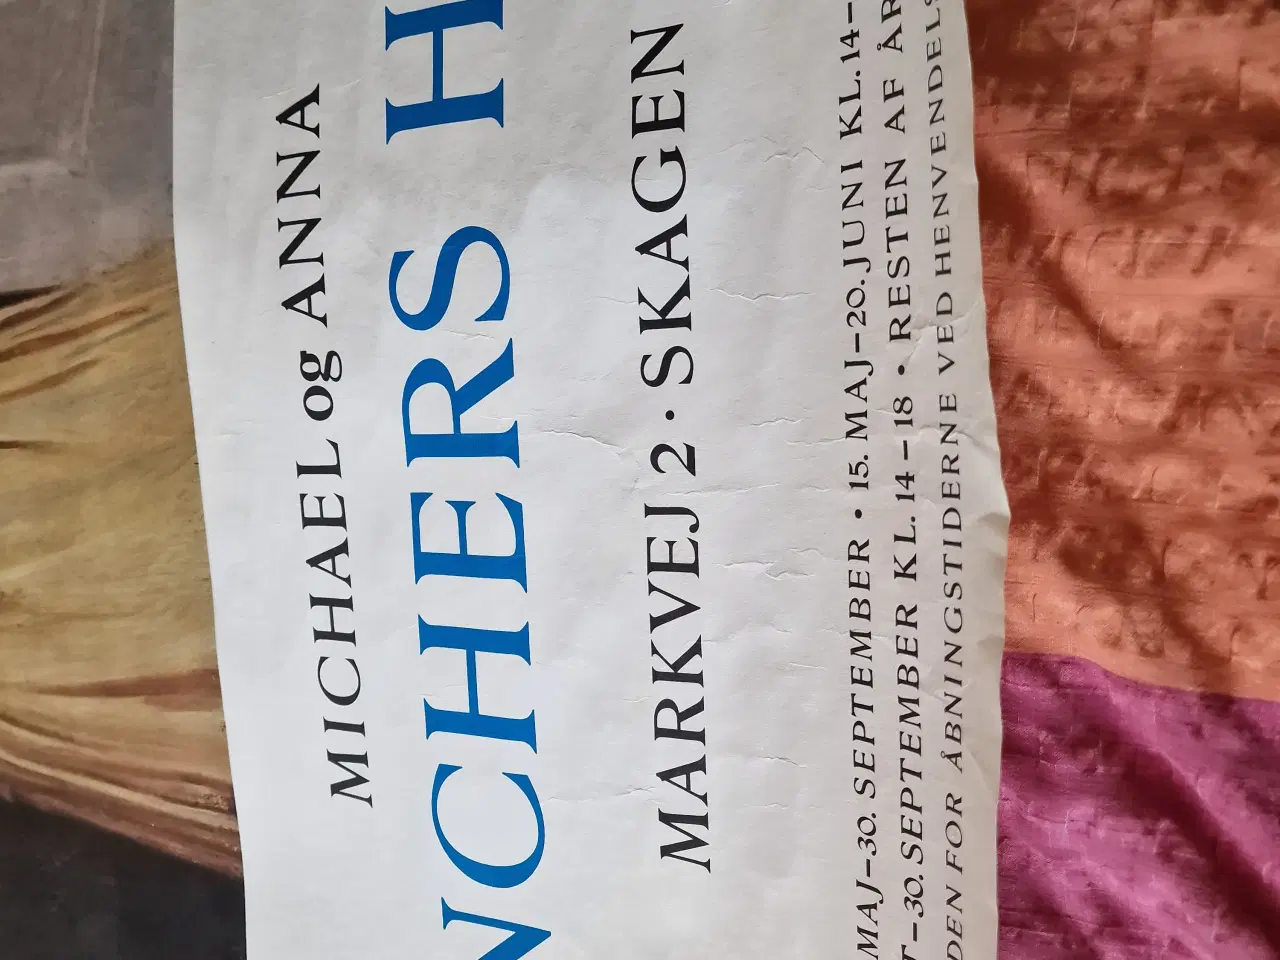 MICHAEL og ANNA
NCHERS H
MARKVEJ 2 · SKAGEN
MAJ–30. SEPTEMBER • 15. MAJ–20. JUNI KL. 14–
T–30. SEPTEMBER KL. 14–18 • RESTEN AF ÅR
DEN FOR ÅBNINGSTIDERNE VED HENVENDELS